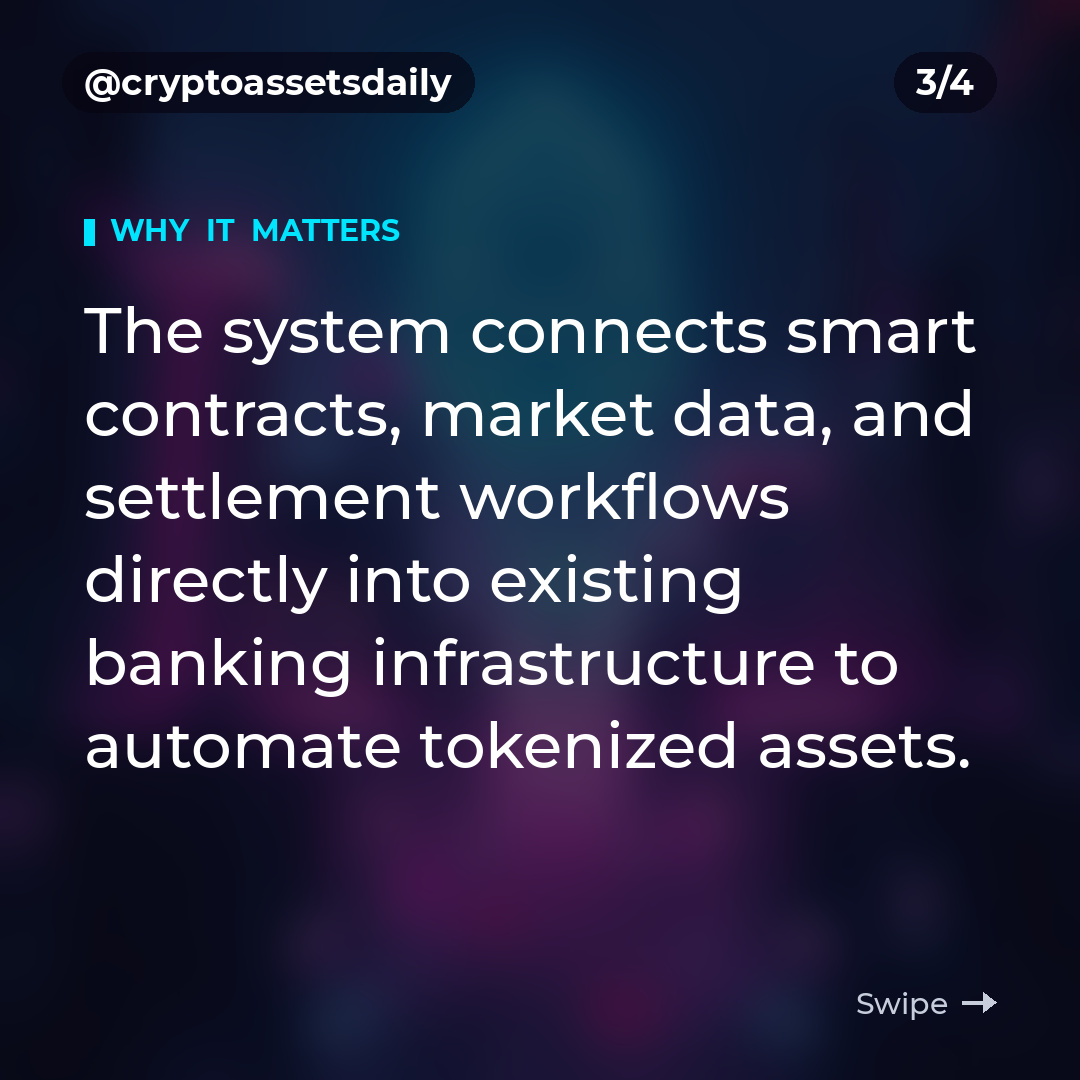 @cryptoassetsdaily
3/4
WHY IT MATTERS
The system connects smart
contracts, market data, and
settlement workflows
directly into existing
banking infrastructure to
automate tokenized assets.
Swipe →